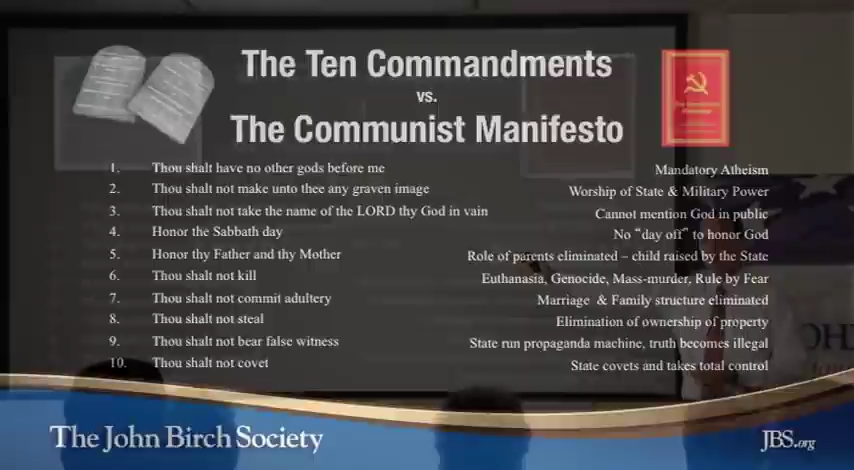 The Ten Commandments
vs.
The Communist Manifesto
1. Thou shalt have no other gods before me Mandatory Atheism
2. Thou shalt not make unto thee any graven image Worship of State & Military Power
3. Thou shalt not take the name of the LORD thy God in vain Cannot mention God in public
4. Honor the Sabbath day No “day off” to honor God
5. Honor thy Father and thy Mother Role of parents eliminated – child raised by the State
6. Thou shalt not kill Euthanasia, Genocide, Mass-murder, Rule by Fear
7. Thou shalt not commit adultery Marriage & Family structure eliminated
8. Thou shalt not steal Elimination of ownership of property
9. Thou shalt not bear false witness State run propaganda machine, truth becomes illegal
10. Thou shalt not covet State covets and takes total control
The John Birch Society JBS.org